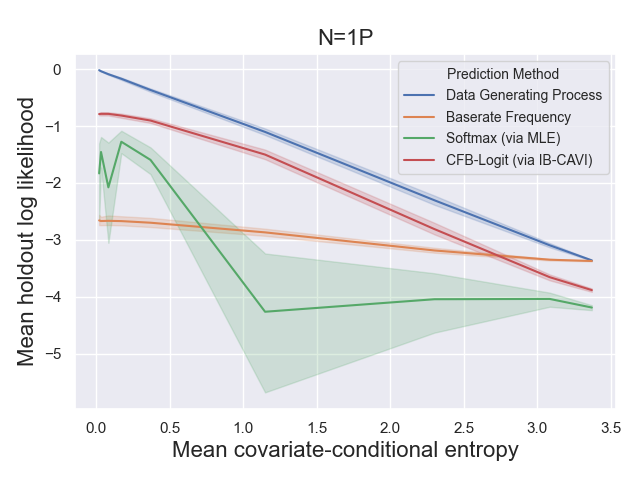 N=1P
Prediction Method
Data Generating Process
Baserate Frequency
Softmax (via MLE)
CFB-Logit (via IB-CAVI)
Mean holdout log likelihood
0
−1
−2
−3
−4
−5
0.0 0.5 1.0 1.5 2.0 2.5 3.0 3.5
Mean covariate-conditional entropy